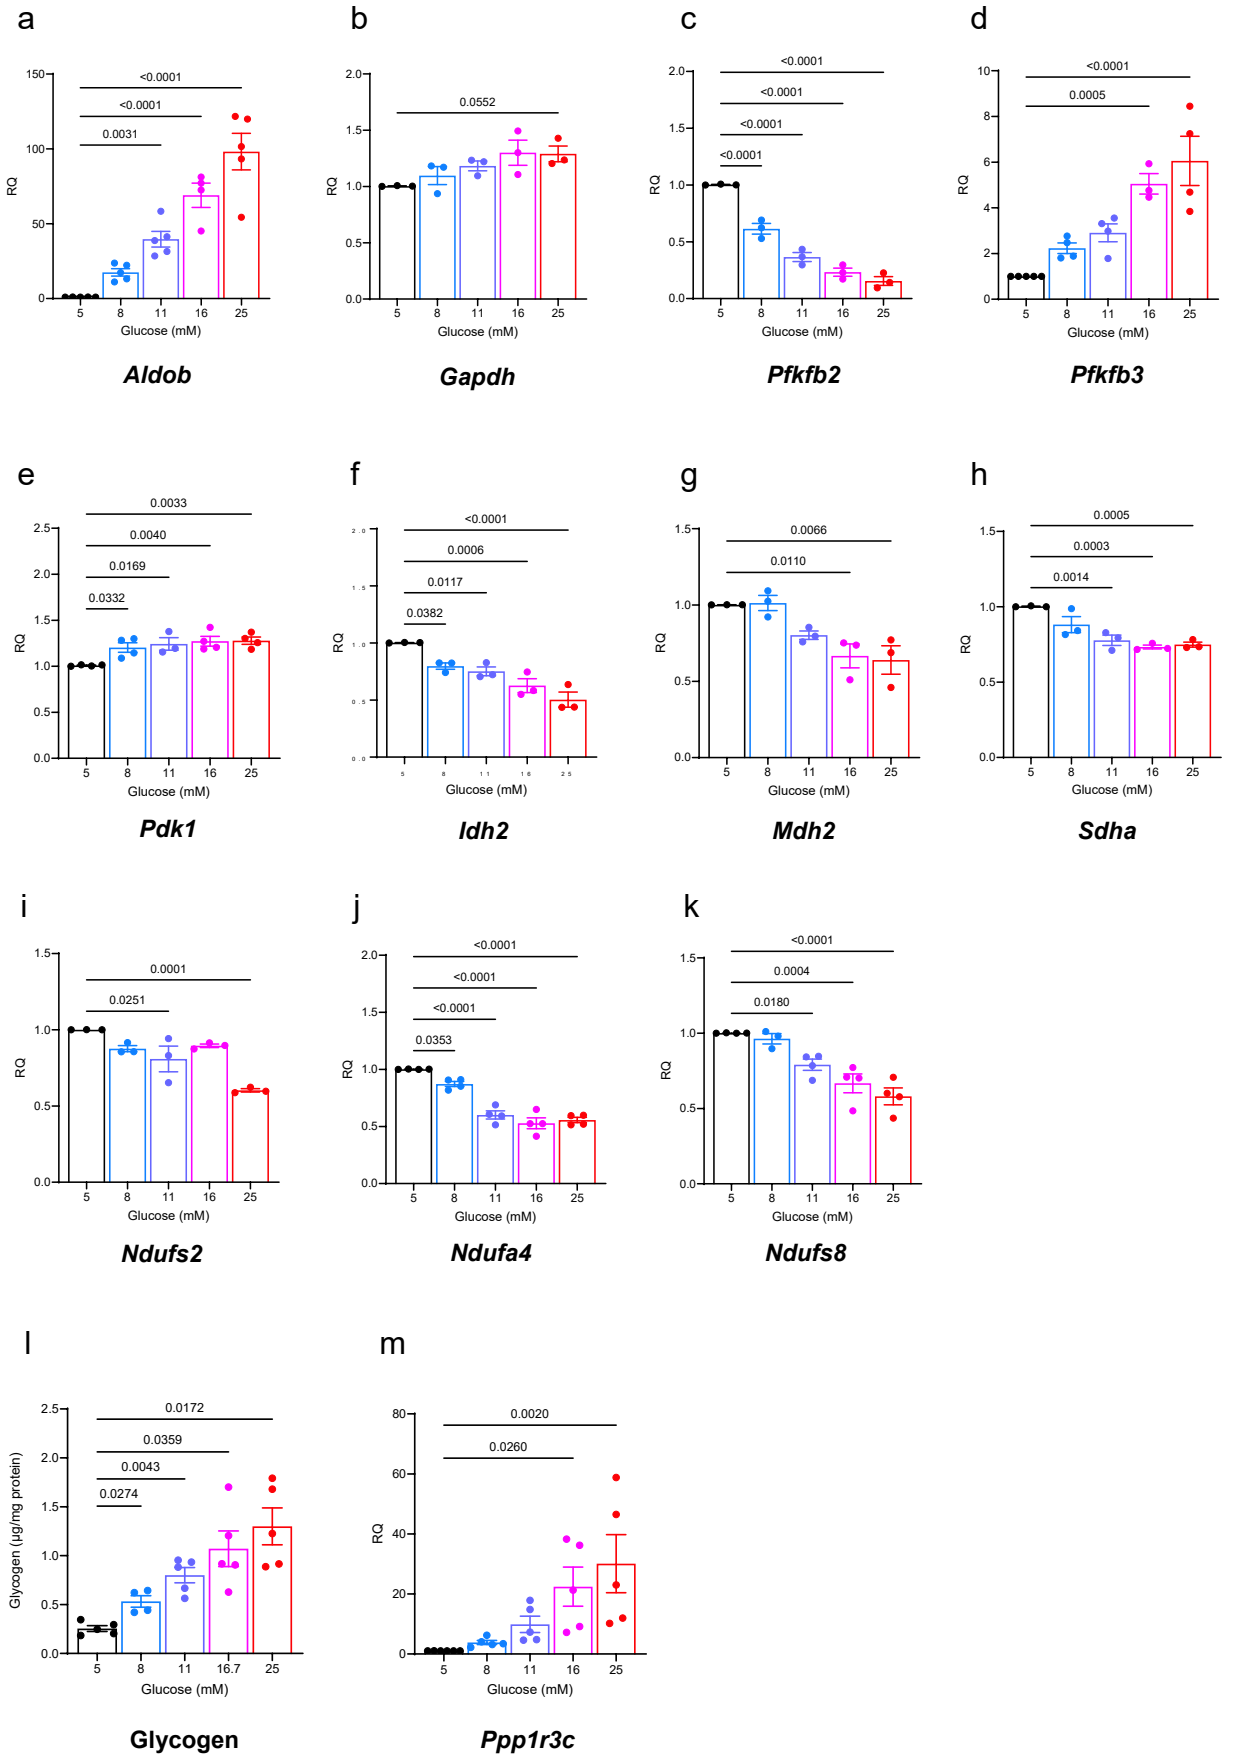 a
b
c
d
150
100
50
0
RQ
<0.0001
<0.0001
0.0031
5 8 11 16 25
Glucose (mM)
Aldob
2.0
1.5
1.0
0.5
0.0
RQ
0.0552
5 8 11 16 25
Glucose (mM)
Gapdh
2.0
1.5
1.0
0.5
0.0
RQ
<0.0001
<0.0001
<0.0001
<0.0001
5 8 11 16 25
Glucose (mM)
Pfkfb2
10
8
6
4
2
0
RQ
<0.0001
0.0005
5 8 11 16 25
Glucose (mM)
Pfkfb3
e
f
g
h
2.5
2.0
1.5
1.0
0.5
0.0
RQ
0.0033
0.0040
0.0169
0.0332
5 8 11 16 25
Glucose (mM)
Pdk1
2.0
1.5
1.0
0.5
0.0
RQ
<0.0001
0.0006
0.0117
0.0382
5 8 11 16 25
Glucose (mM)
Idh2
1.5
1.0
0.5
0.0
RQ
0.0066
0.0110
5 8 11 16 25
Glucose (mM)
Mdh2
1.5
1.0
0.5
0.0
RQ
0.0005
0.0003
0.0014
5 8 11 16 25
Glucose (mM)
Sdha
i
j
k
1.5
1.0
0.5
0.0
RQ
0.0001
0.0251
5 8 11 16 25
Glucose (mM)
Ndufs2
2.0
1.5
1.0
0.5
0.0
RQ
<0.0001
<0.0001
<0.0001
0.0353
5 8 11 16 25
Glucose (mM)
Ndufa4
1.5
1.0
0.5
0.0
RQ
<0.0001
0.0004
0.0180
5 8 11 16 25
Glucose (mM)
Ndufs8
l
m
2.5
2.0
1.5
1.0
0.5
0.0
Glycogen (µg/mg protein)
0.0172
0.0359
0.0043
0.0274
5 8 11 16.7 25
Glucose (mM)
Glycogen
80
60
40
20
0
RQ
0.0020
0.0260
5 8 11 16 25
Glucose (mM)
Ppp1r3c